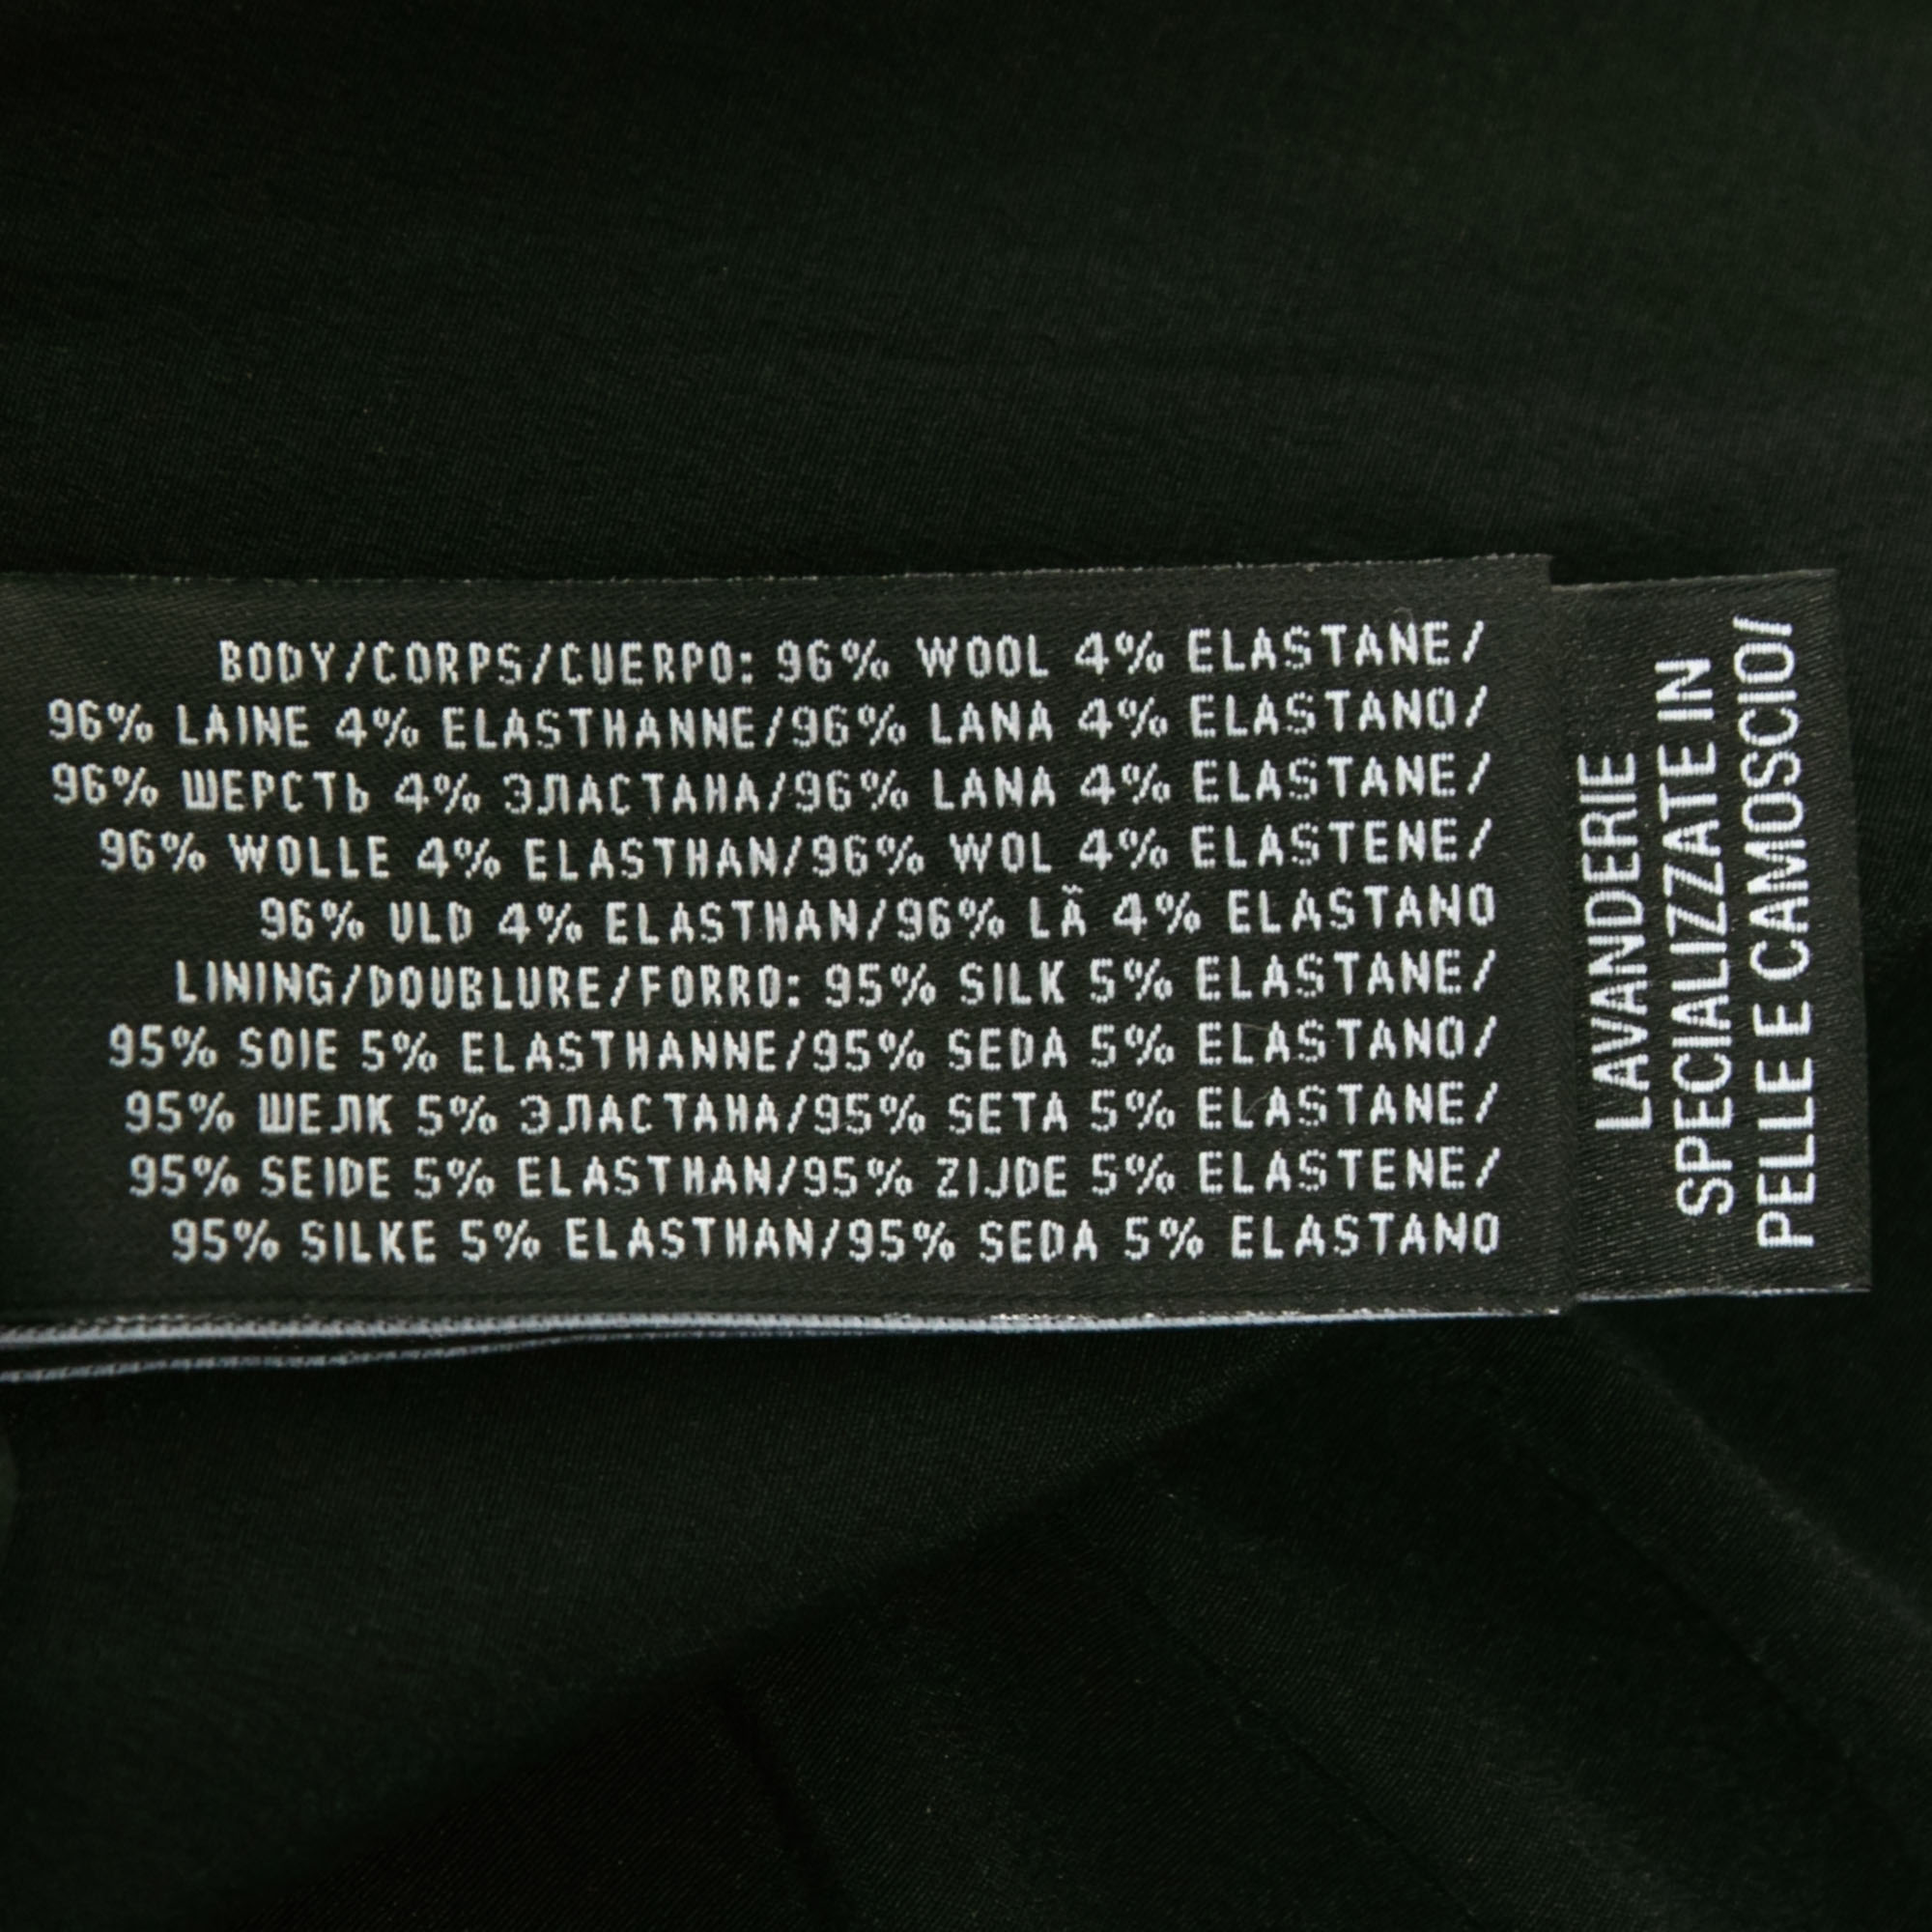 BODY/CORPS/CUERPO: 96% WOOL 4% ELASTANE/
96% LAINE 4% ELASTHANNE/96% LANA 4% ELASTANO/
96% ШЕРСТЬ 4% ЭЛАСТАНА/96% LANA 4% ELASTANE/
96% WOLLE 4% ELASTHAN/96% WOL 4% ELASTENE/
96% ULD 4% ELASTHAN/96% LÃ 4% ELASTANO
LINING/DOUBLURE/FORRO: 95% SILK 5% ELASTANE/
95% SOIE 5% ELASTHANNE/95% SEDA 5% ELASTANO/
95% ШЕЛК 5% ЭЛАСТАНА/95% SETA 5% ELASTANE/
95% SEIDE 5% ELASTHAN/95% ZIJDE 5% ELASTENE/
95% SILKE 5% ELASTHAN/95% SEDA 5% ELASTANO
LAVANDERIE
SPECIALIZZATE IN
PELLE E CAMOSCIO/